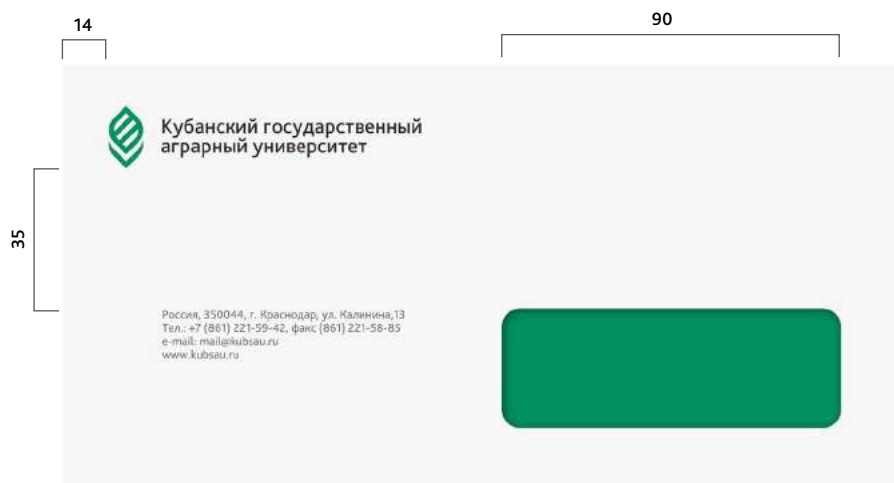 14
90
Кубанский государственный
аграрный университет
35
Россия, 350044, г. Краснодар, ул. Калинина,13
Тел.: +7 (861) 221-59-42, факс (861) 221-58-85
e-mail: mail@kubsau.ru
www.kubsau.ru